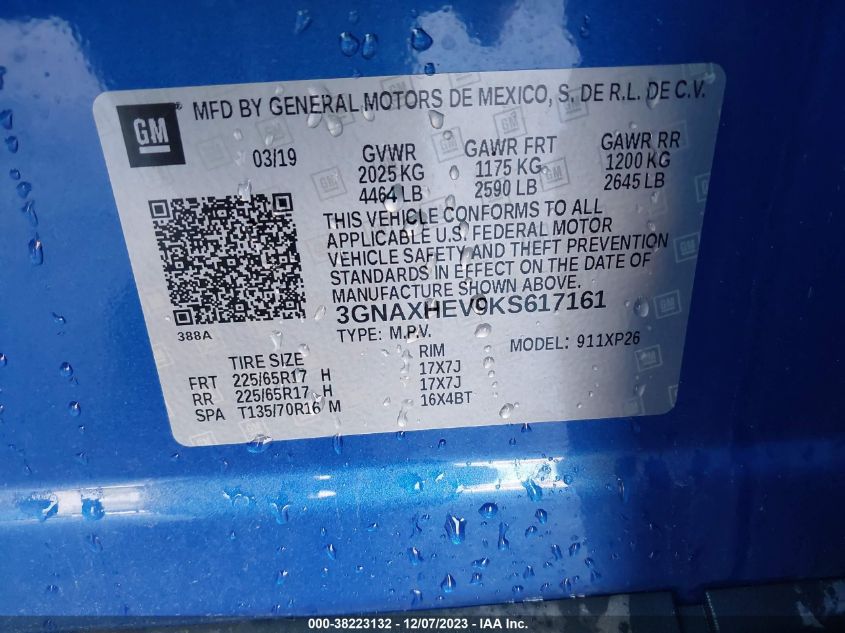 GM
MFD BY GENERAL MOTORS DE MEXICO, S. DE R.L. DE C.V.
03/19
GVWR
2025 KG
4464 LB
GAWR FRT
1175 KG
2590 LB
GAWR RR
1200 KG
2645 LB
THIS VEHICLE CONFORMS TO ALL
APPLICABLE U.S. FEDERAL MOTOR
VEHICLE SAFETY AND THEFT PREVENTION
STANDARDS IN EFFECT ON THE DATE OF
MANUFACTURE SHOWN ABOVE.
3GNAXHEV9KS617161
TYPE: M.P.V.
MODEL: 911XP26
388A
TIRE SIZE
FRT 225/65R17 H
RR 225/65R17 H
SPA T135/70R16 M
RIM
17X7J
17X7J
16X4BT
000-38223132 - 12/07/2023 - IAA Inc.